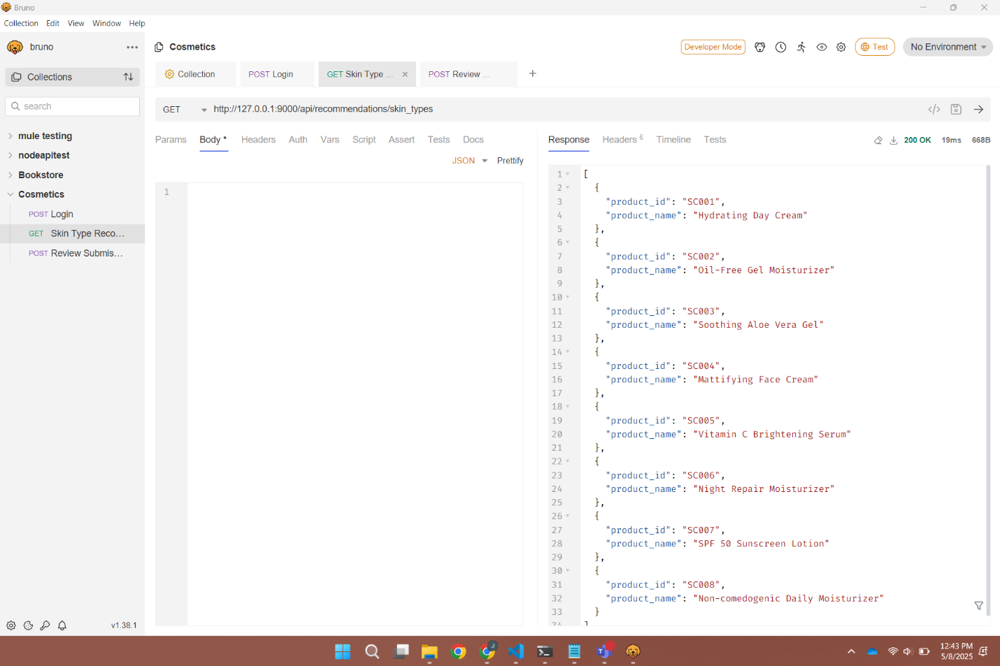 Bruno
Collection Edit View Window Help
bruno
Cosmetics
Developer Mode
Test
No Environment
Collections
Collection
POST Login
GET Skin Type ...
POST Review ...
search
GET
http://127.0.0.1:9000/api/recommendations/skin_types
mule testing
nodeapitest
Bookstore
Cosmetics
POST Login
GET Skin Type Reco...
POST Review Submis...
Params Body Headers Auth Vars Script Assert Tests Docs
JSON Prettify
1
Response Headers 6 Timeline Tests
200 OK 19ms 668B
1 [
2 {
3 "product_id": "SC001",
4 "product_name": "Hydrating Day Cream"
5 },
6 {
7 "product_id": "SC002",
8 "product_name": "Oil-Free Gel Moisturizer"
9 },
10 {
11 "product_id": "SC003",
12 "product_name": "Soothing Aloe Vera Gel"
13 },
14 {
15 "product_id": "SC004",
16 "product_name": "Mattifying Face Cream"
17 },
18 {
19 "product_id": "SC005",
20 "product_name": "Vitamin C Brightening Serum"
21 },
22 {
23 "product_id": "SC006",
24 "product_name": "Night Repair Moisturizer"
25 },
26 {
27 "product_id": "SC007",
28 "product_name": "SPF 50 Sunscreen Lotion"
29 },
30 {
31 "product_id": "SC008",
32 "product_name": "Non-comedogenic Daily Moisturizer"
33 }
34 ]
v1.38.1
12:43 PM
5/8/2025